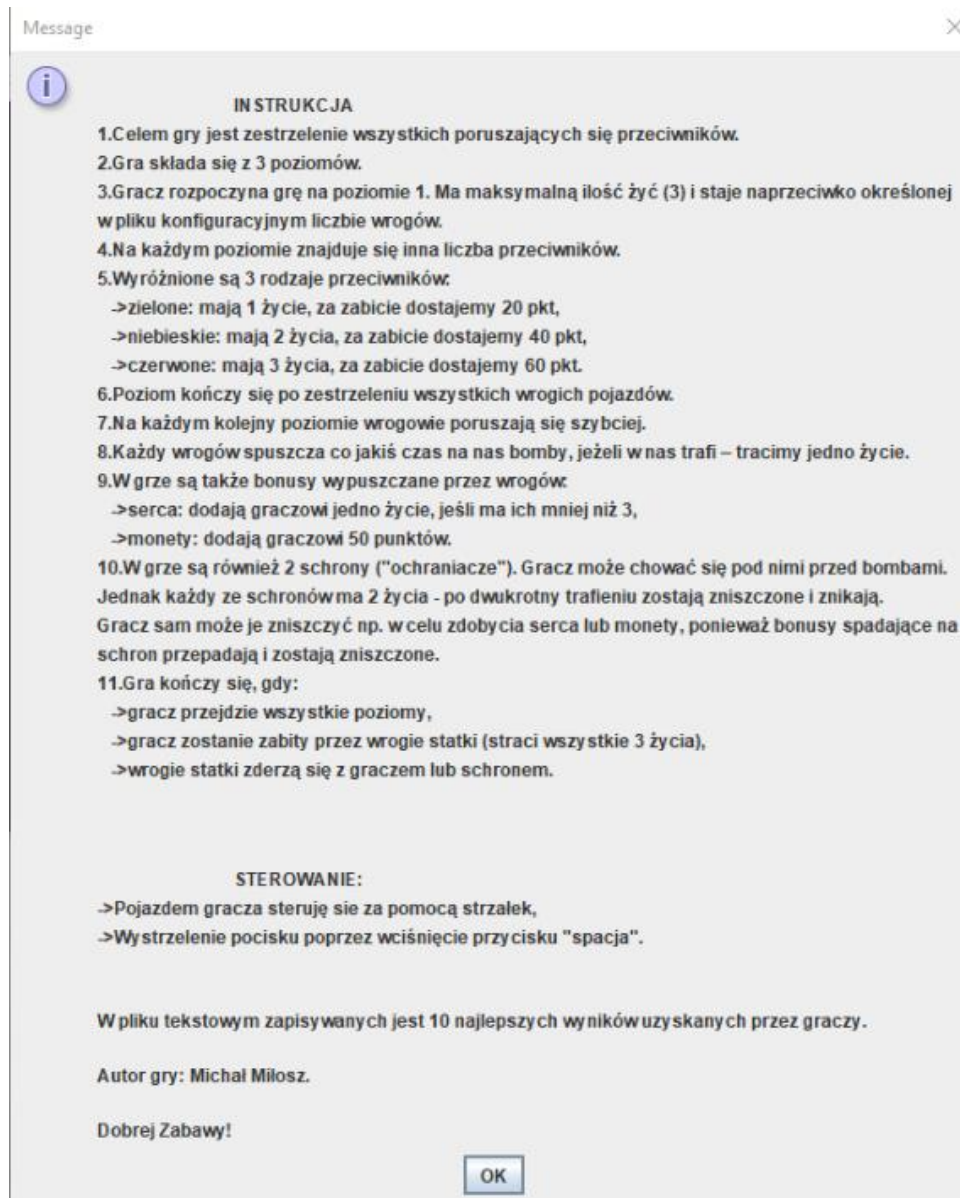 Message
INSTRUKCJA
1.Celem gry jest zestrzelenie wszystkich poruszających się przeciwników.
2.Gra składa się z 3 poziomów.
3.Gracz rozpoczyna grę na poziomie 1. Ma maksymalną ilość żyć (3) i staje naprzeciwko określonej
w pliku konfiguracyjnym liczbie wrogów.
4.Na każdym poziomie znajduje się inna liczba przeciwników.
5.Wyróżnione są 3 rodzaje przeciwników:
->zielone: mają 1 życie, za zabicie dostajemy 20 pkt,
->niebieskie: mają 2 życia, za zabicie dostajemy 40 pkt,
->czerwone: mają 3 życia, za zabicie dostajemy 60 pkt.
6.Poziom kończy się po zestrzeleniu wszystkich wrogich pojazdów.
7.Na każdym kolejny poziomie wrogowie poruszają się szybciej.
8.Każdy wrogów spuszcza co jakiś czas na nas bomby, jeżeli w nas trafi – tracimy jedno życie.
9.W grze są także bonusy wypuszczane przez wrogów:
->serca: dodają graczowi jedno życie, jeśli ma ich mniej niż 3,
->monety: dodają graczowi 50 punktów.
10.W grze są również 2 schrony ("ochraniacze"). Gracz może chować się pod nimi przed bombami.
Jednak każdy ze schronów ma 2 życia - po dwukrotny trafieniu zostają zniszczone i znikają.
Gracz sam może je zniszczyć np. w celu zdobycia serca lub monety, ponieważ bonusy spadające na
schron przepadają i zostają zniszczone.
11.Gra kończy się, gdy:
->gracz przejdzie wszystkie poziomy,
->gracz zostanie zabity przez wrogie statki (straci wszystkie 3 życia),
->wrogie statki zderzą się z graczem lub schronem.
STEROWANIE:
->Pojazdem gracza steruję sie za pomocą strzałek,
->Wystrzelenie pocisku poprzez wciśnięcie przycisku "spacja".
W pliku tekstowym zapisywanych jest 10 najlepszych wyników uzyskanych przez graczy.
Autor gry: Michał Miłosz.
Dobrej Zabawy!
OK